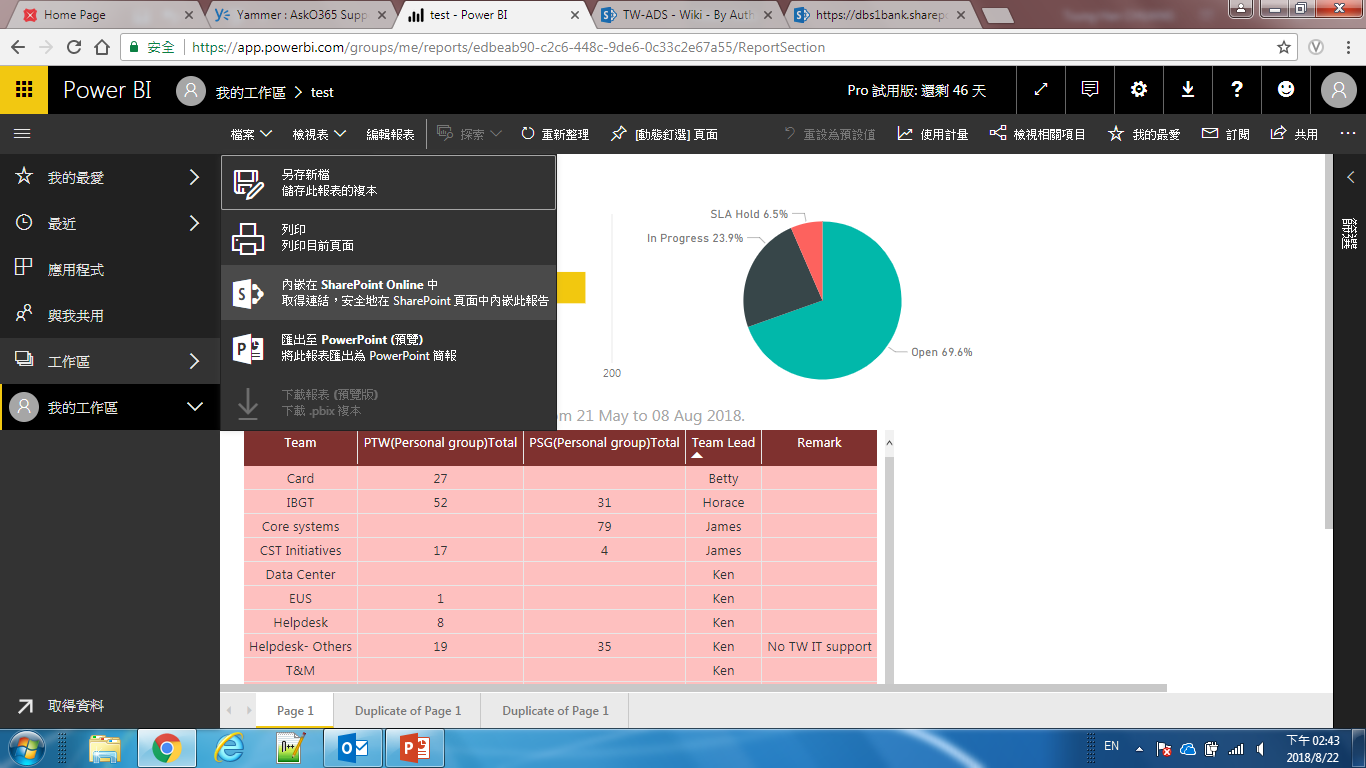 Home Page
Yammer : AskO365 Supp
test - Power BI
TW-ADS - Wiki - By Auth
https://dbs1bank.sharepo
安全
https://app.powerbi.com/groups/me/reports/edbeab90-c2c6-448c-9de6-0c33c2e67a55/ReportSection
Power BI
我的工作區 > test
Pro 試用版: 還剩 46 天
檔案
檢視表
編輯報表
探索
重新整理
[動態釘選] 頁面
重設為預設值
使用計量
檢視相關項目
我的最愛
訂閱
共用
我的最愛
最近
應用程式
與我共用
工作區
我的工作區
取得資料
另存新檔
儲存此報表的複本
列印
列印目前頁面
內嵌在 SharePoint Online 中
取得連結，安全地在 SharePoint 頁面中內嵌此報告
匯出至 PowerPoint (預覽)
將此報表匯出為 PowerPoint 簡報
下載報表 (預覽版)
下載 .pbix 複本
篩選
SLA Hold 6.5%
In Progress 23.9%
Open 69.6%
200
om 21 May to 08 Aug 2018.
Team PTW(Personal group)Total PSG(Personal group)Total Team Lead Remark
Card 27 Betty
IBGT 52 31 Horace
Core systems 79 James
CST Initiatives 17 4 James
Data Center Ken
EUS 1 Ken
Helpdesk 8 Ken
Helpdesk- Others 19 35 Ken No TW IT support
T&M Ken
Page 1
Duplicate of Page 1
Duplicate of Page 1
EN
下午 02:43
2018/8/22